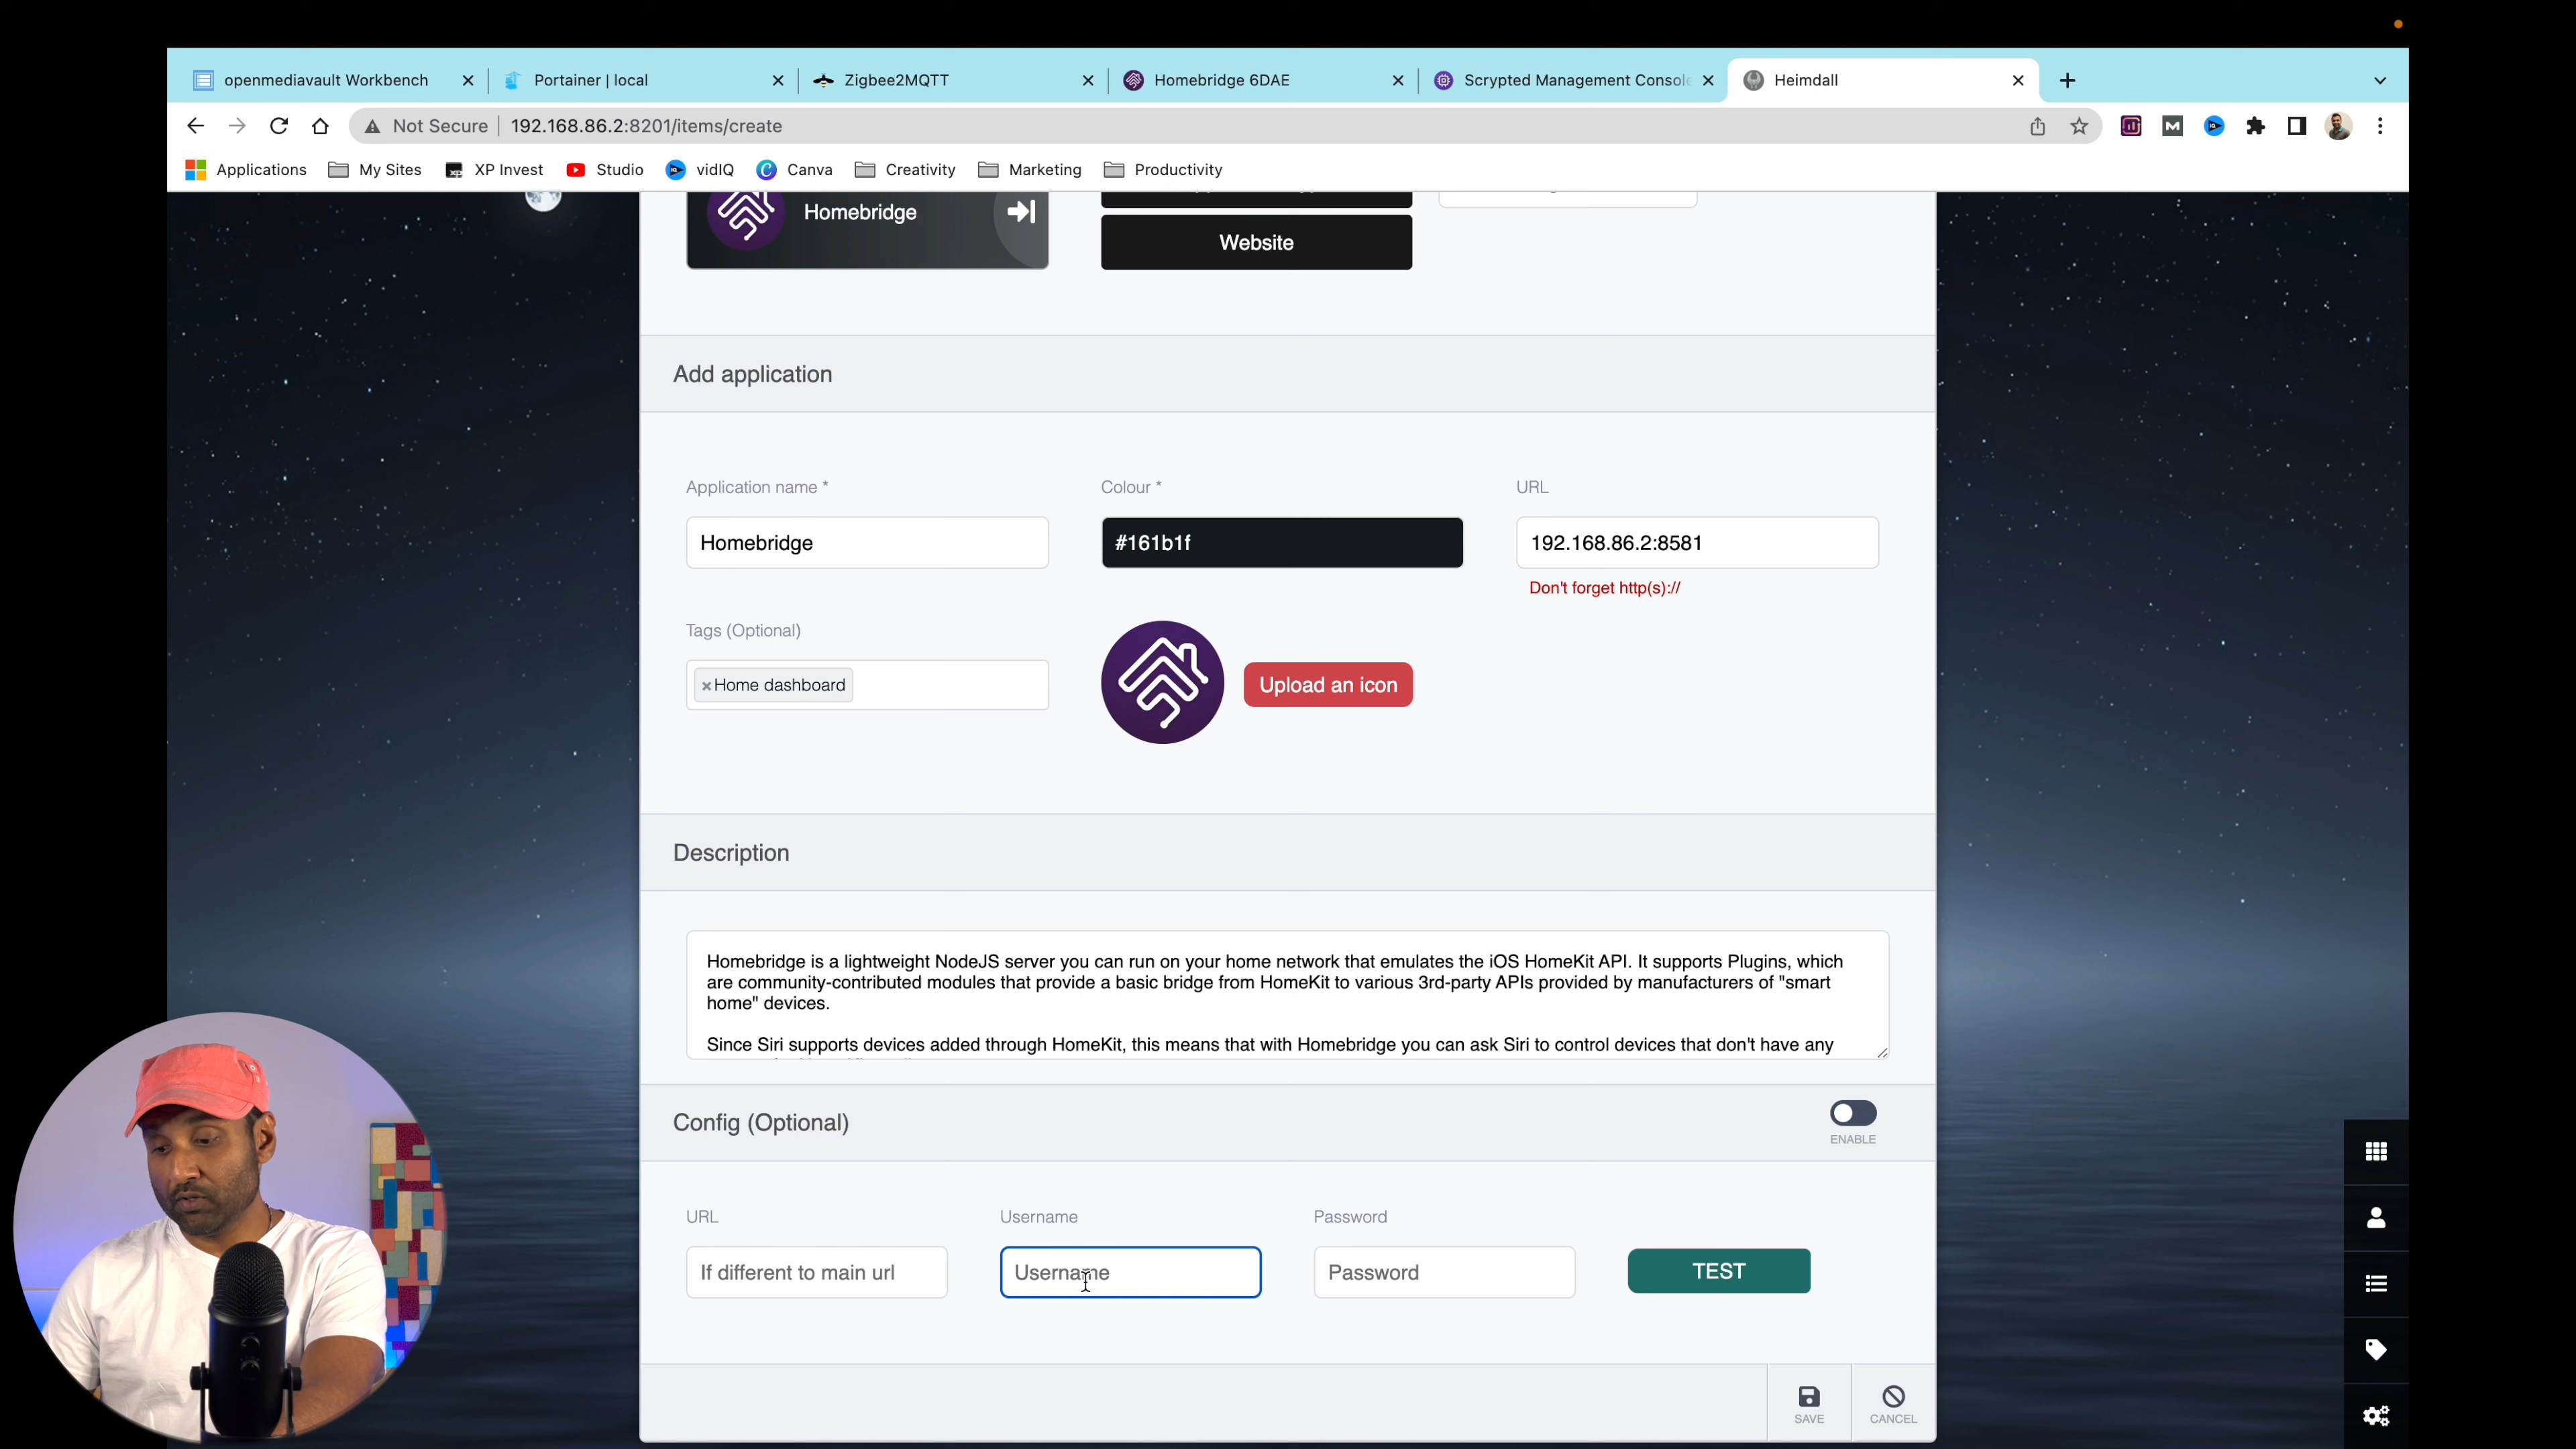 openmediavault Workbench
Portainer | local
Zigbee2MQTT
Homebridge 6DAE
Scrypted Management Console
Heimdall
Not Secure
192.168.86.2:8201/items/create
Applications
My Sites
XP Invest
Studio
vidIQ
Canva
Creativity
Marketing
Productivity
Homebridge
Website
Add application
Application name *
Colour *
URL
Homebridge
#161b1f
192.168.86.2:8581
Don't forget http(s)://
Tags (Optional)
×Home dashboard
Upload an icon
Description
Homebridge is a lightweight NodeJS server you can run on your home network that emulates the iOS HomeKit API. It supports Plugins, which
are community-contributed modules that provide a basic bridge from HomeKit to various 3rd-party APIs provided by manufacturers of "smart
home" devices.
Since Siri supports devices added through HomeKit, this means that with Homebridge you can ask Siri to control devices that don't have any
Config (Optional)
ENABLE
URL
Username
Password
If different to main url
Username
Password
TEST
SAVE
CANCEL